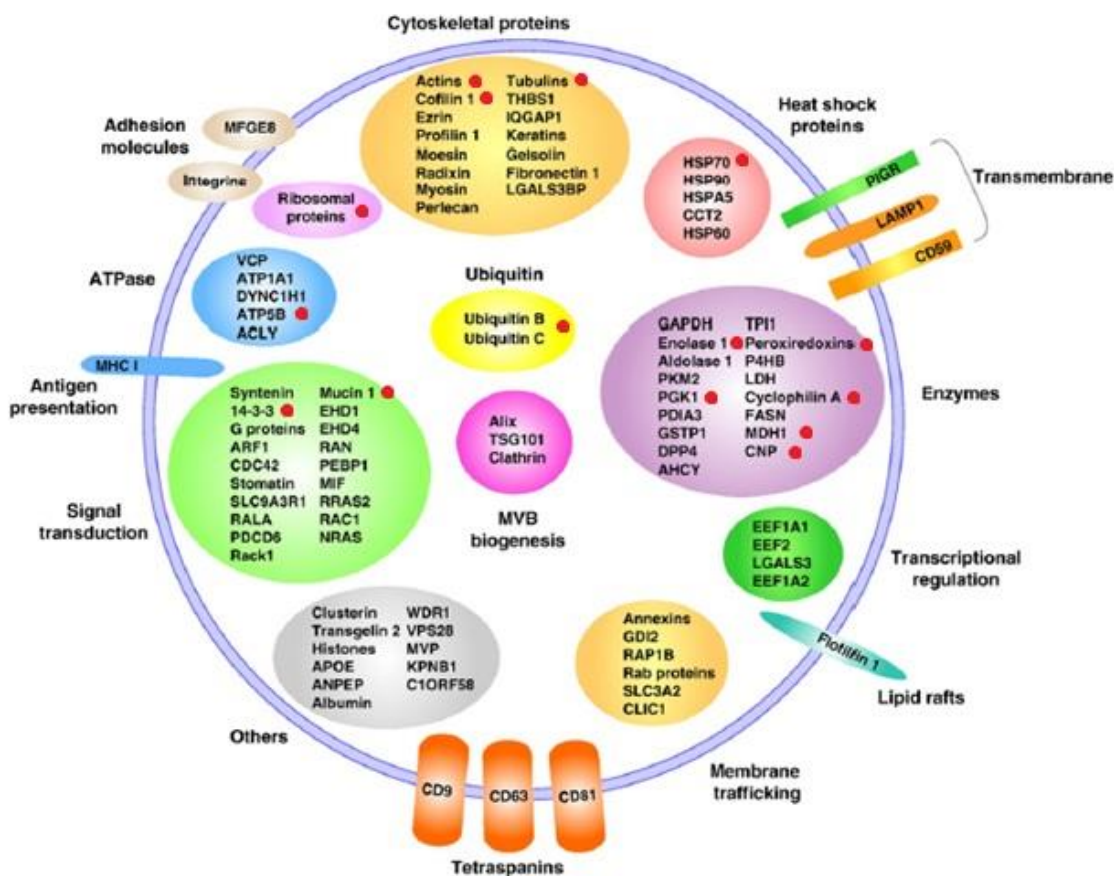 Cytoskeletal proteins
Actins Tubulins
Cofilin 1 THBS1
Ezrin IQGAP1
Profilin 1 Keratins
Moesin Gelsolin
Radixin Fibronectin 1
Myosin LGALS3BP
Perlecan
Adhesion
molecules
MFGE8
Integrins
Ribosomal
proteins
Heat shock
proteins
HSP70
HSP90
HSPA5
CCT2
HSP60
PIGR
LAMP1
CD59
Transmembrane
ATPase
VCP
ATP1A1
DYNC1H1
ATP5B
ACLY
Ubiquitin
Ubiquitin B
Ubiquitin C
GAPDH TPI1
Enolase 1 Peroxiredoxins
Aldolase 1 P4HB
PKM2 LDH
PGK1 Cyclophilin A
PDIA3 FASN
GSTP1 MDH1
DPP4 CNP
AHCY
Enzymes
MHC I
Antigen
presentation
Syntenin Mucin 1
14-3-3 EHD1
G proteins EHD4
ARF1 RAN
CDC42 PEBP1
Stomatin MIF
SLC9A3R1 RRAS2
RALA RAC1
PDCD6 NRAS
Rack1
Signal
transduction
Alix
TSG101
Clathrin
MVB
biogenesis
EEF1A1
EEF2
LGALS3
EEF1A2
Transcriptional
regulation
Flotilfin 1
Lipid rafts
Clusterin WDR1
Transgelin 2 VPS28
Histones MVP
APOE KPNB1
ANPEP C1ORF58
Albumin
Others
Annexins
GDI2
RAP1B
Rab proteins
SLC3A2
CLIC1
Membrane
trafficking
CD9 CD63 CD81
Tetraspanins